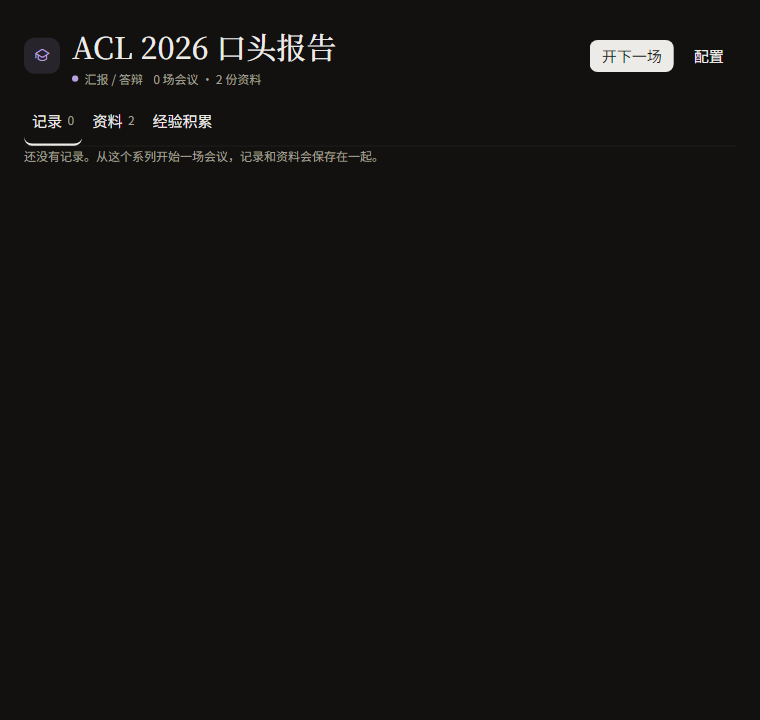 ACL 2026 口头报告
汇报 / 答辩 0 场会议 · 2 份资料
开下一场
配置
记录 0
资料 2
经验积累
还没有记录。从这个系列开始一场会议，记录和资料会保存在一起。